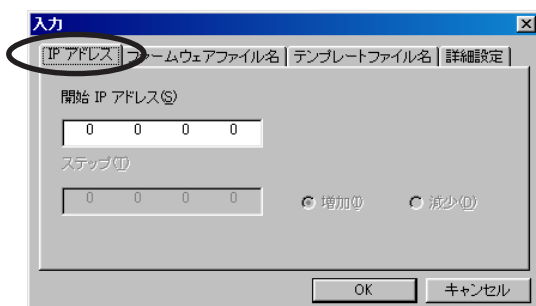 入力
IP アドレス ファームウェアファイル名 テンプレートファイル名 詳細設定
開始 IP アドレス(S)
0 0 0 0
ステップ(T)
0 0 0 0 増加(I) 減少(D)
OK キャンセル